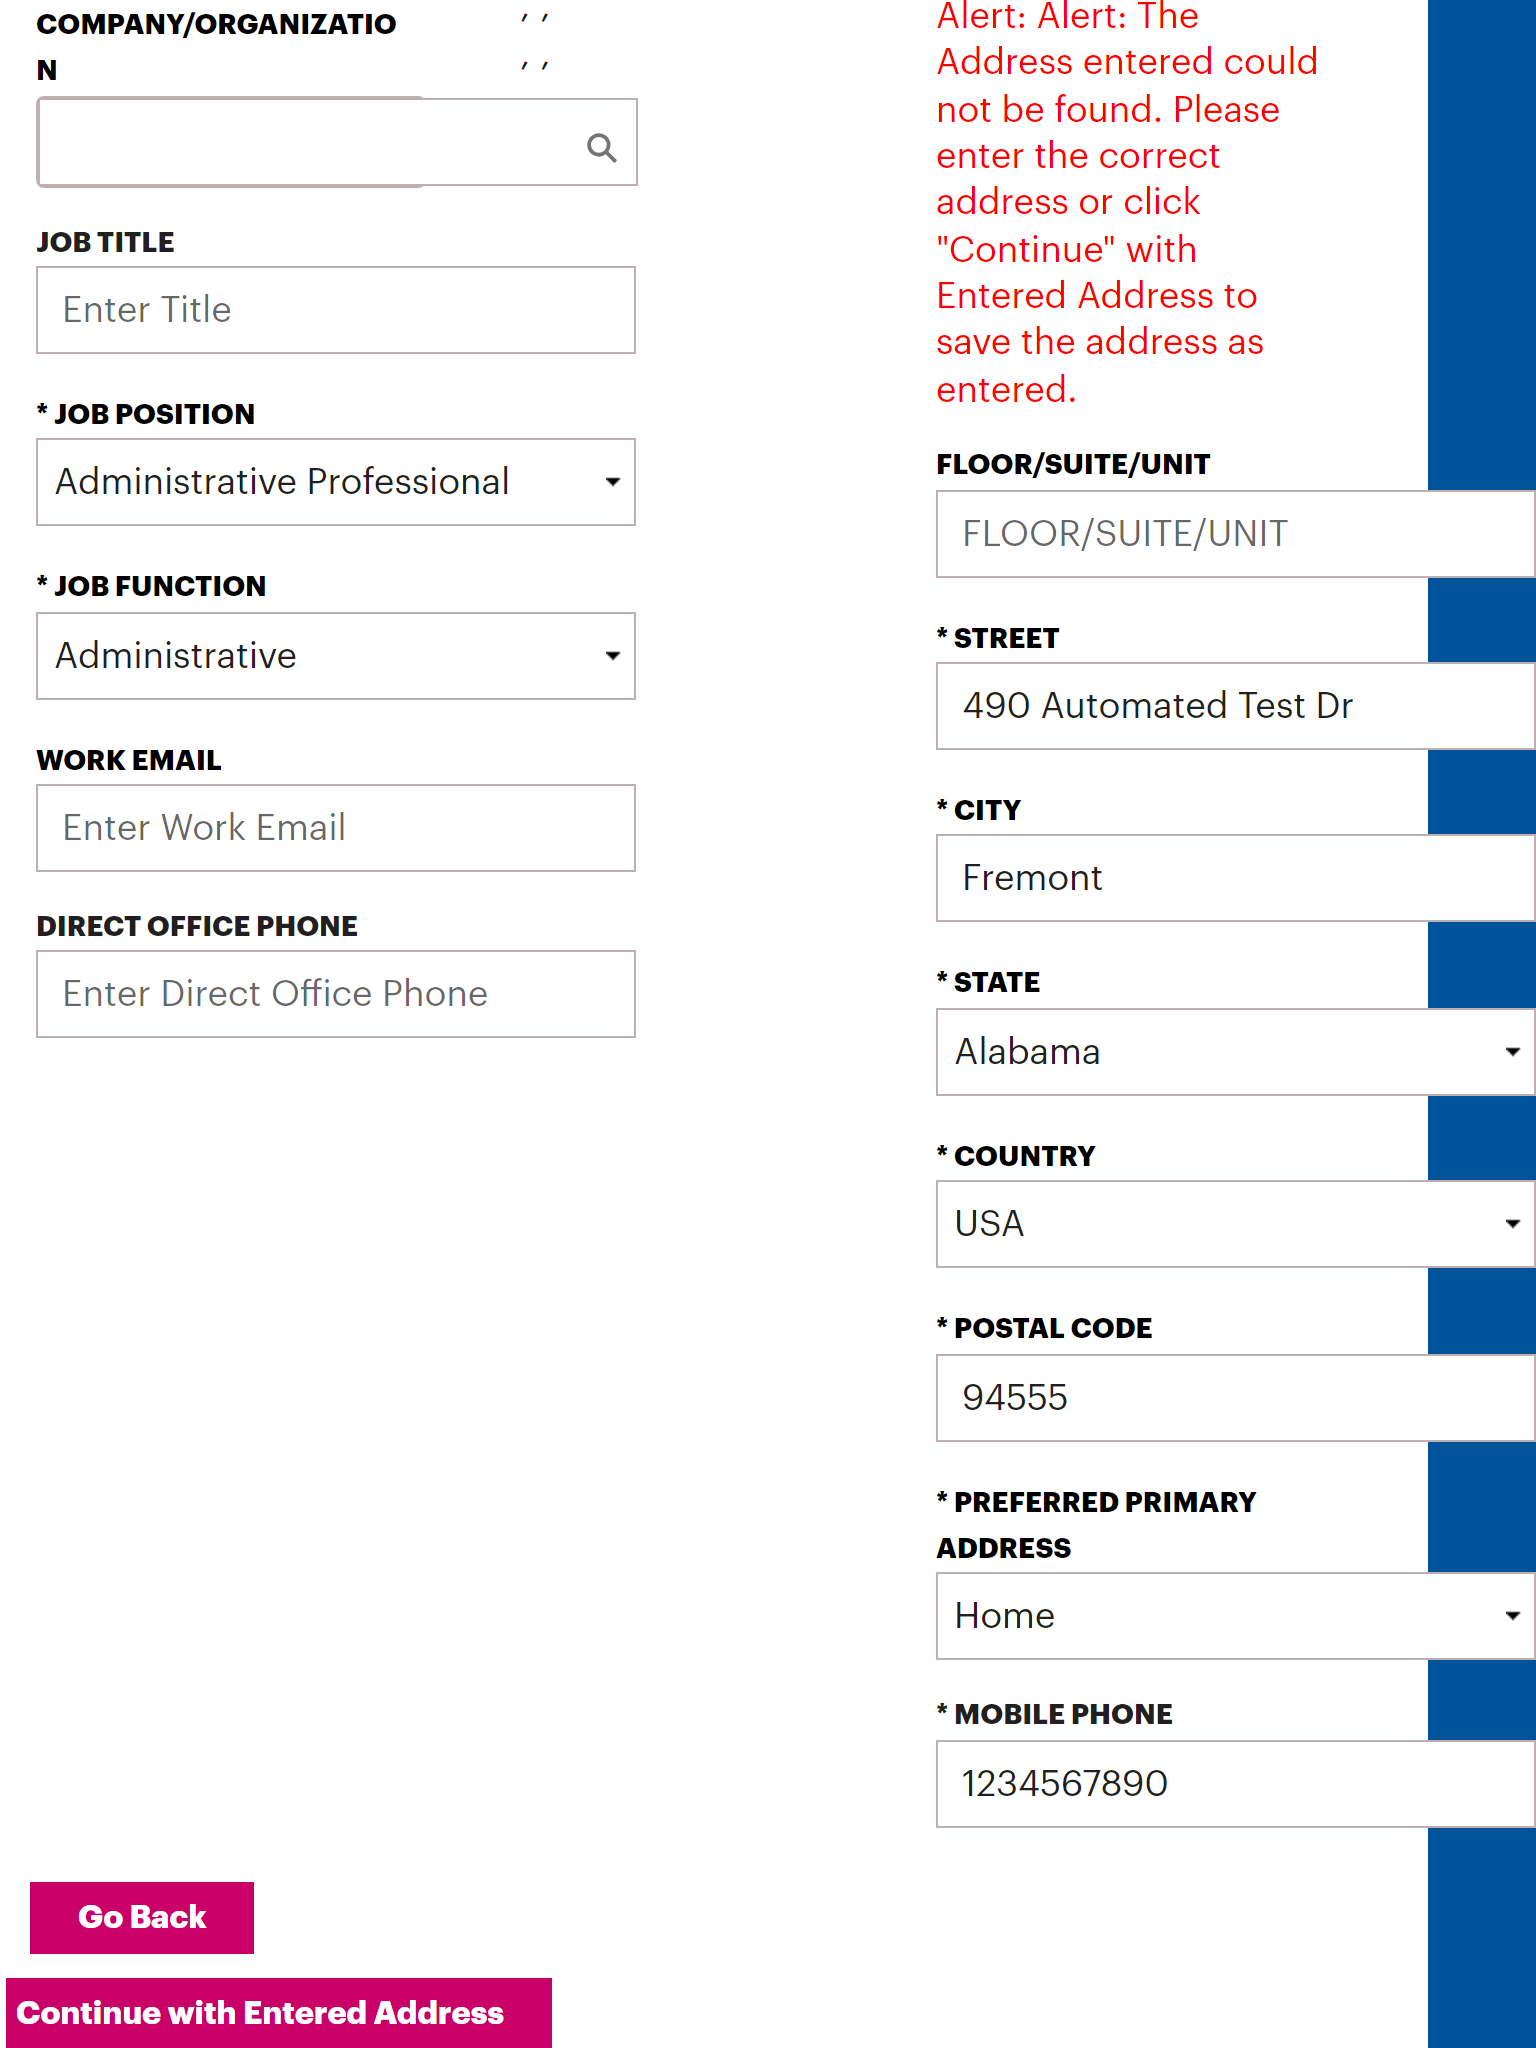 COMPANY/ORGANIZATIO
N
, ,
, ,
JOB TITLE
Enter Title
* JOB POSITION
Administrative Professional
* JOB FUNCTION
Administrative
WORK EMAIL
Enter Work Email
DIRECT OFFICE PHONE
Enter Direct Office Phone
Alert: Alert: The
Address entered could
not be found. Please
enter the correct
address or click
"Continue" with
Entered Address to
save the address as
entered.
FLOOR/SUITE/UNIT
FLOOR/SUITE/UNIT
* STREET
490 Automated Test Dr
* CITY
Fremont
* STATE
Alabama
* COUNTRY
USA
* POSTAL CODE
94555
* PREFERRED PRIMARY
ADDRESS
Home
* MOBILE PHONE
1234567890
Go Back
Continue with Entered Address